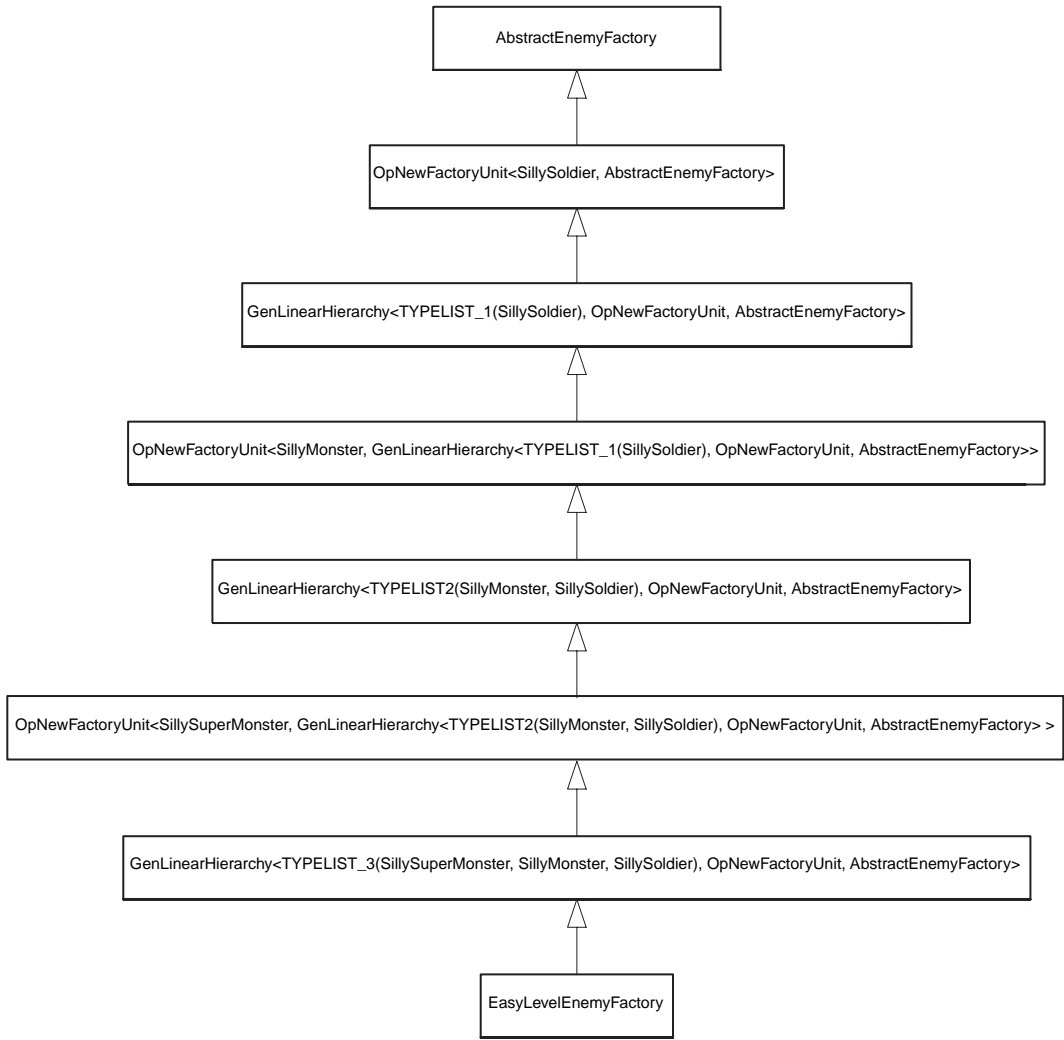 AbstractEnemyFactory
OpNewFactoryUnit<SillySoldier, AbstractEnemyFactory>
GenLinearHierarchy<TYPELIST_1(SillySoldier), OpNewFactoryUnit, AbstractEnemyFactory>
OpNewFactoryUnit<SillyMonster, GenLinearHierarchy<TYPELIST_1(SillySoldier), OpNewFactoryUnit, AbstractEnemyFactory>>
GenLinearHierarchy<TYPELIST2(SillyMonster, SillySoldier), OpNewFactoryUnit, AbstractEnemyFactory>
OpNewFactoryUnit<SillySuperMonster, GenLinearHierarchy<TYPELIST2(SillyMonster, SillySoldier), OpNewFactoryUnit, AbstractEnemyFactory> >
GenLinearHierarchy<TYPELIST_3(SillySuperMonster, SillyMonster, SillySoldier), OpNewFactoryUnit, AbstractEnemyFactory>
EasyLevelEnemyFactory